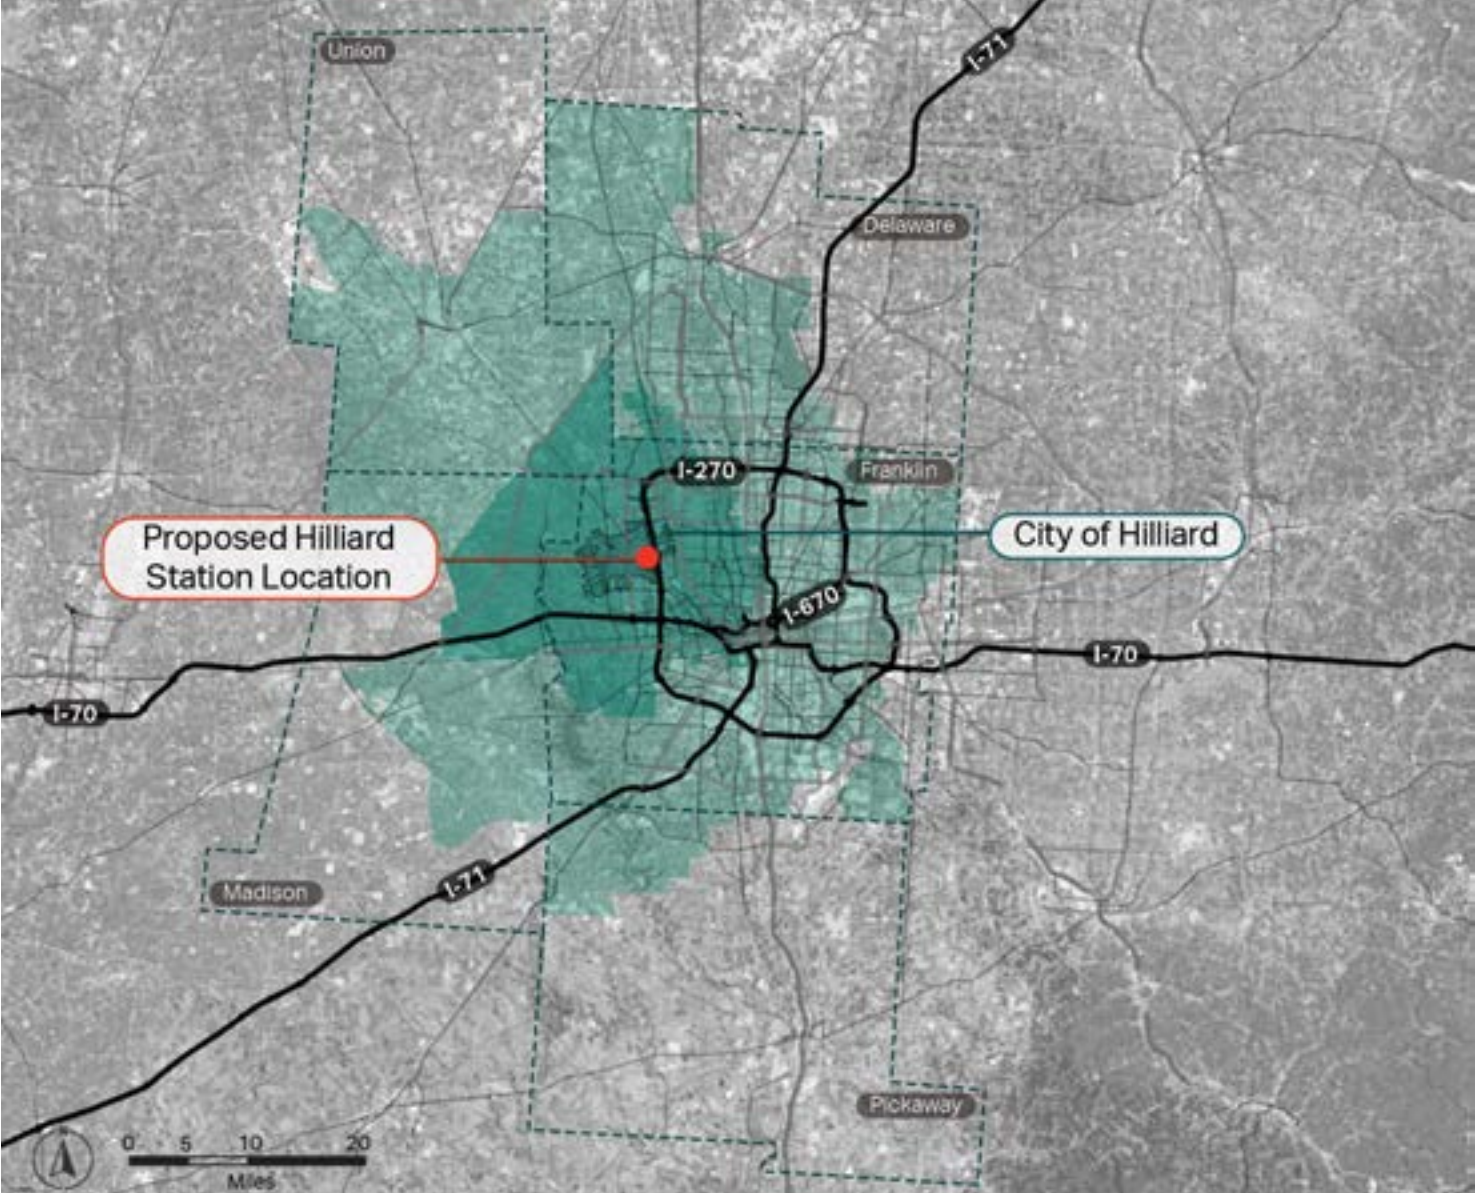 Union
I-71
Delaware
I-270
Franklin
Proposed Hilliard
Station Location
City of Hilliard
I-670
I-70
I-70
I-71
Madison
Pickaway
0 5 10 20
Miles